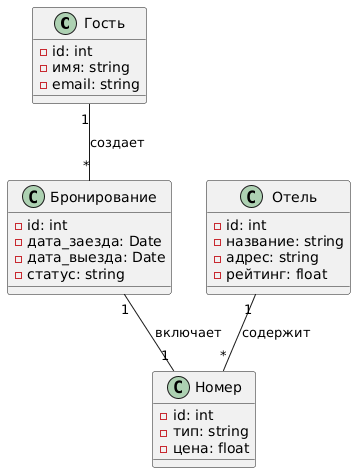 C Гость
id: int
имя: string
email: string
1
создает
*
C Бронирование
id: int
дата_заезда: Date
дата_выезда: Date
статус: string
C Отель
id: int
название: string
адрес: string
рейтинг: float
1
включает
1
1
содержит
*
C Номер
id: int
тип: string
цена: float